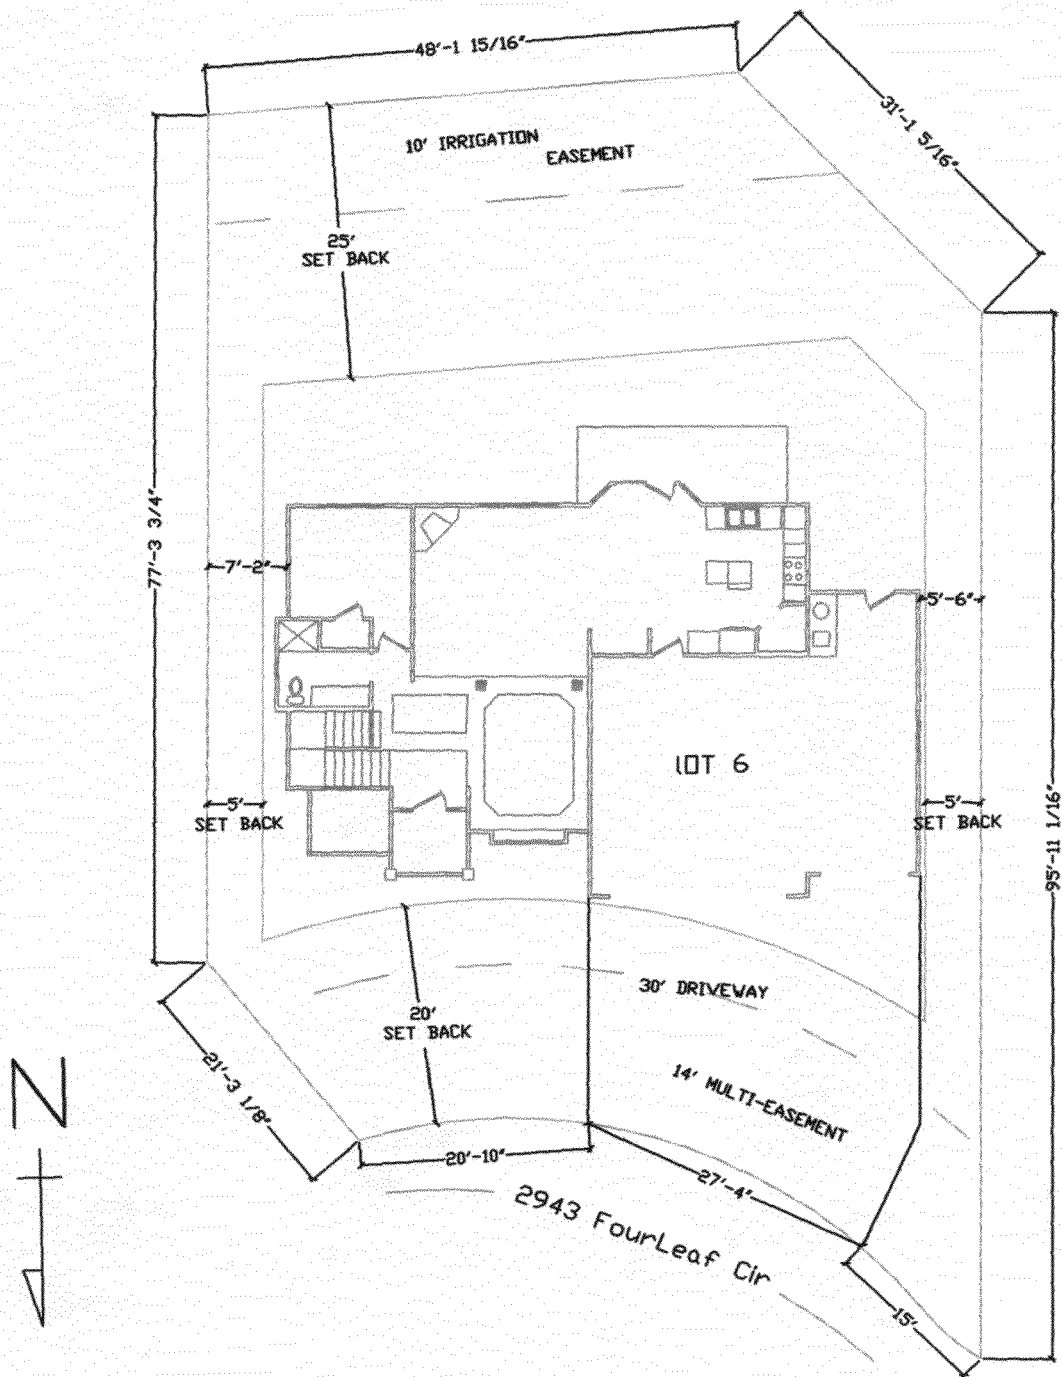 48'-1 15/16"
31'-1 5/16"
10' IRRIGATION
EASEMENT
25'
SET BACK
77'-3 3/4"
7'-2"
5'-6"
LOT 6
5'
SET BACK
5'
SET BACK
95'-11 1/16"
30' DRIVEWAY
20'
SET BACK
14' MULTI-EASEMENT
21'-3 1/8"
20'-10"
27'-4"
2943 FourLeaf Cir
15'
N